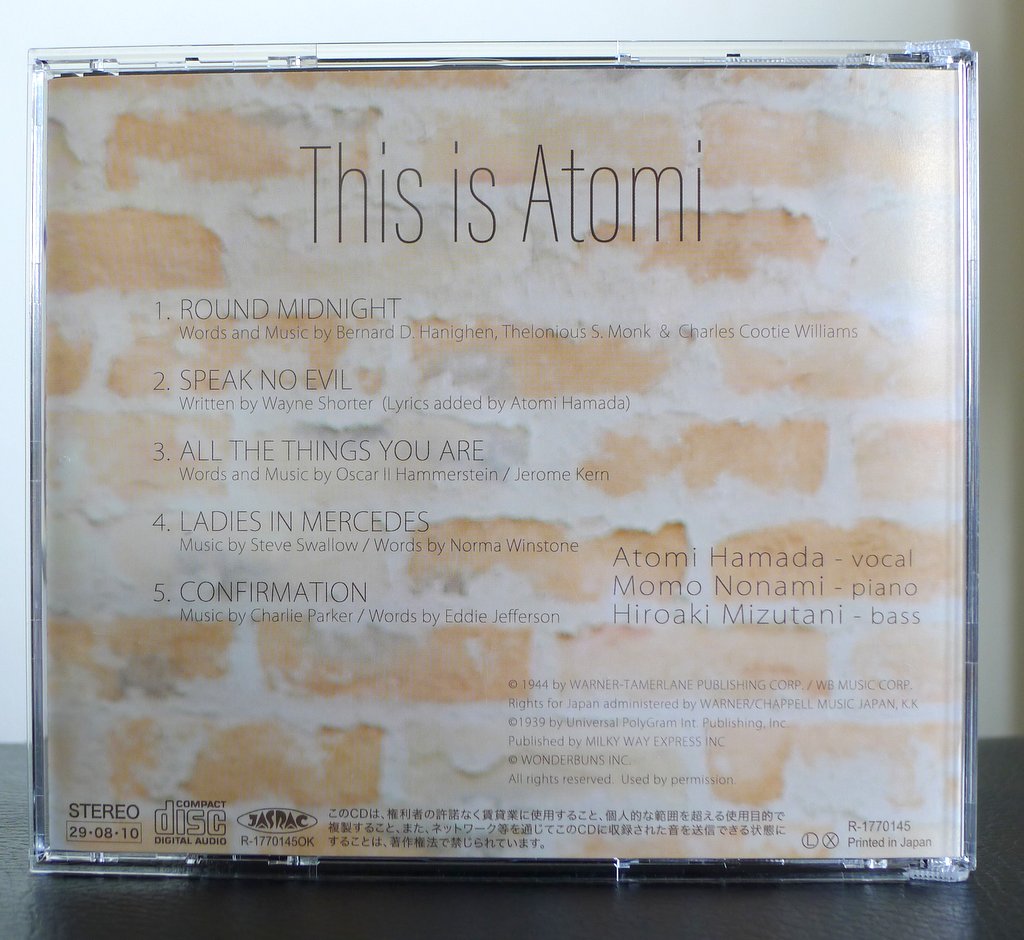 This is Atomi
1. ROUND MIDNIGHT
Words and Music by Bernard D. Hanighen, Thelonious S. Monk & Charles Cootie Williams
2. SPEAK NO EVIL
Written by Wayne Shorter (Lyrics added by Atomi Hamada)
3. ALL THE THINGS YOU ARE
Words and Music by Oscar II Hammerstein / Jerome Kern
4. LADIES IN MERCEDES
Music by Steve Swallow / Words by Norma Winstone
5. CONFIRMATION
Music by Charlie Parker / Words by Eddie Jefferson
Atomi Hamada - vocal
Momo Nonami - piano
Hiroaki Mizutani - bass
© 1944 by WARNER-TAMERLANE PUBLISHING CORP. / WB MUSIC CORP.
Rights for Japan administered by WARNER/CHAPPELL MUSIC JAPAN, K.K
©1939 by Universal PolyGram Int. Publishing, Inc.
Published by MILKY WAY EXPRESS INC
© WONDERBUNS INC.
All rights reserved. Used by permission.
STEREO
29・08・10
COMPACT
disc
DIGITAL AUDIO
JASRAC
R-1770145OK
このCDは、権利者の許諾なく賃貸業に使用すること、個人的な範囲を超える使用目的で
複製すること、また、ネットワーク等を通じてこのCDに収録された音を送信できる状態に
することは、著作権法で禁じられています。
Ⓛ Ⓧ
R-1770145
Printed in Japan